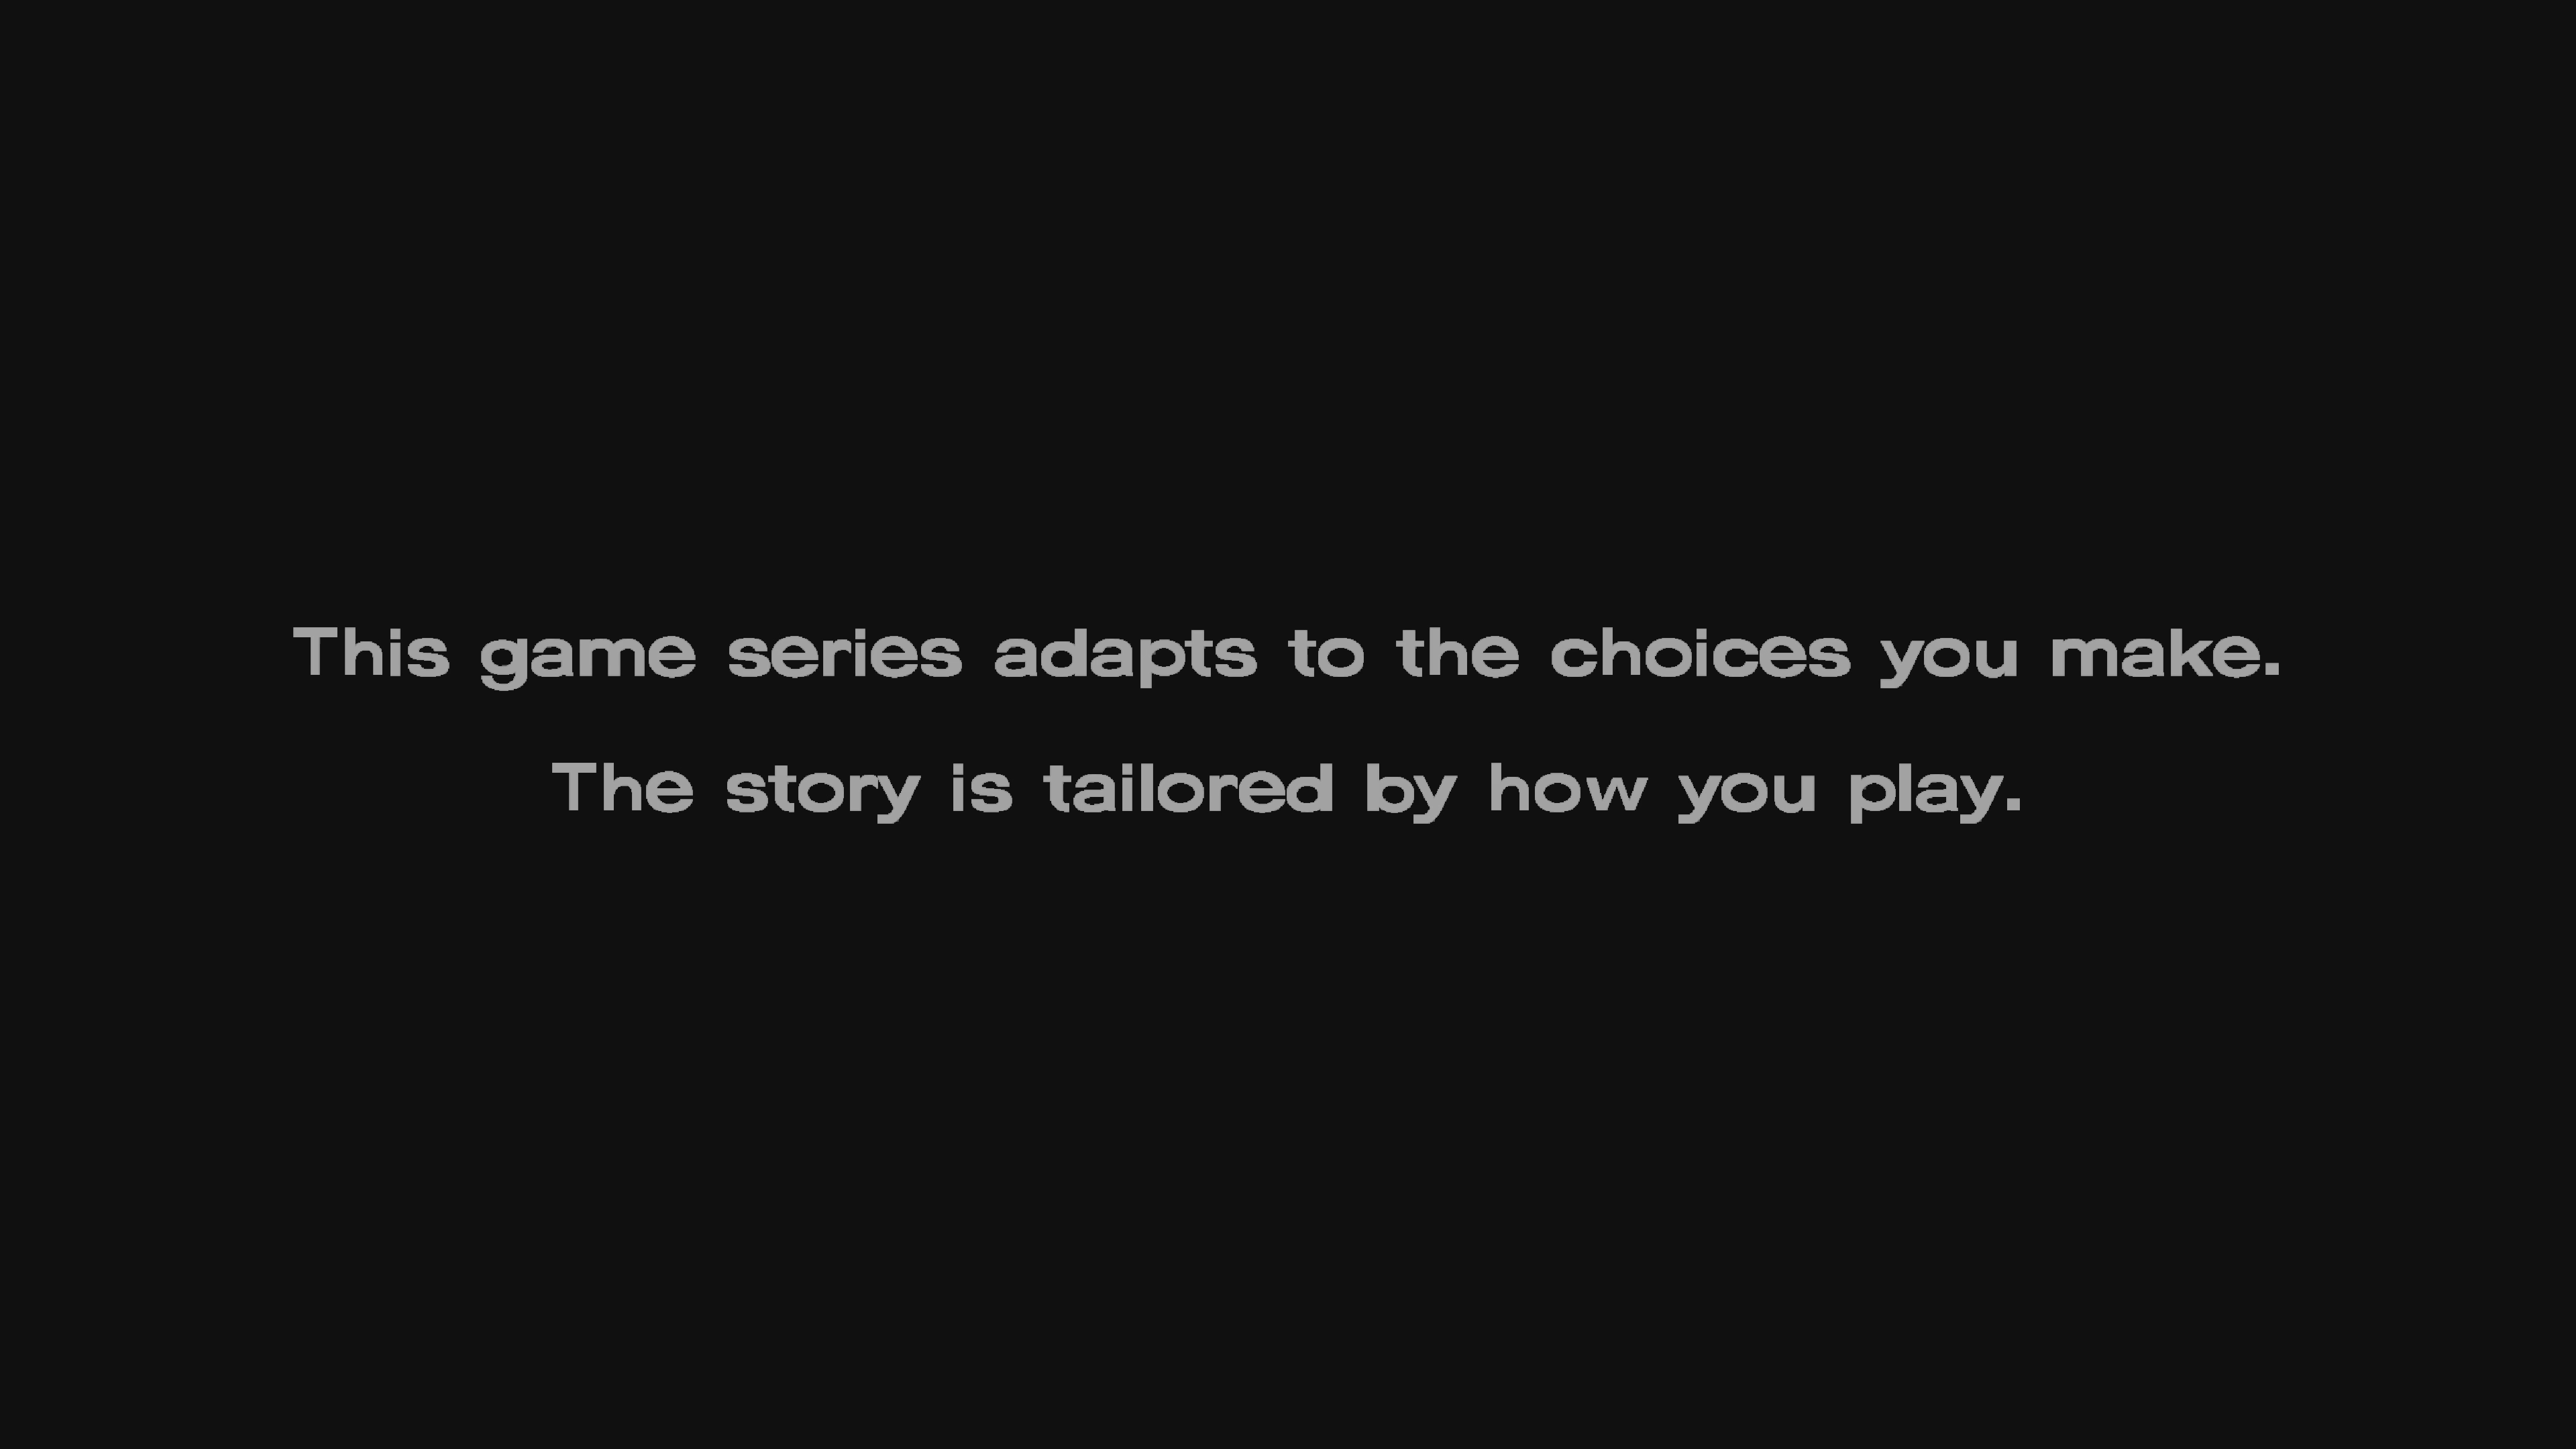 This game series adapts to the choices you make.
The story is tailored by how you play.